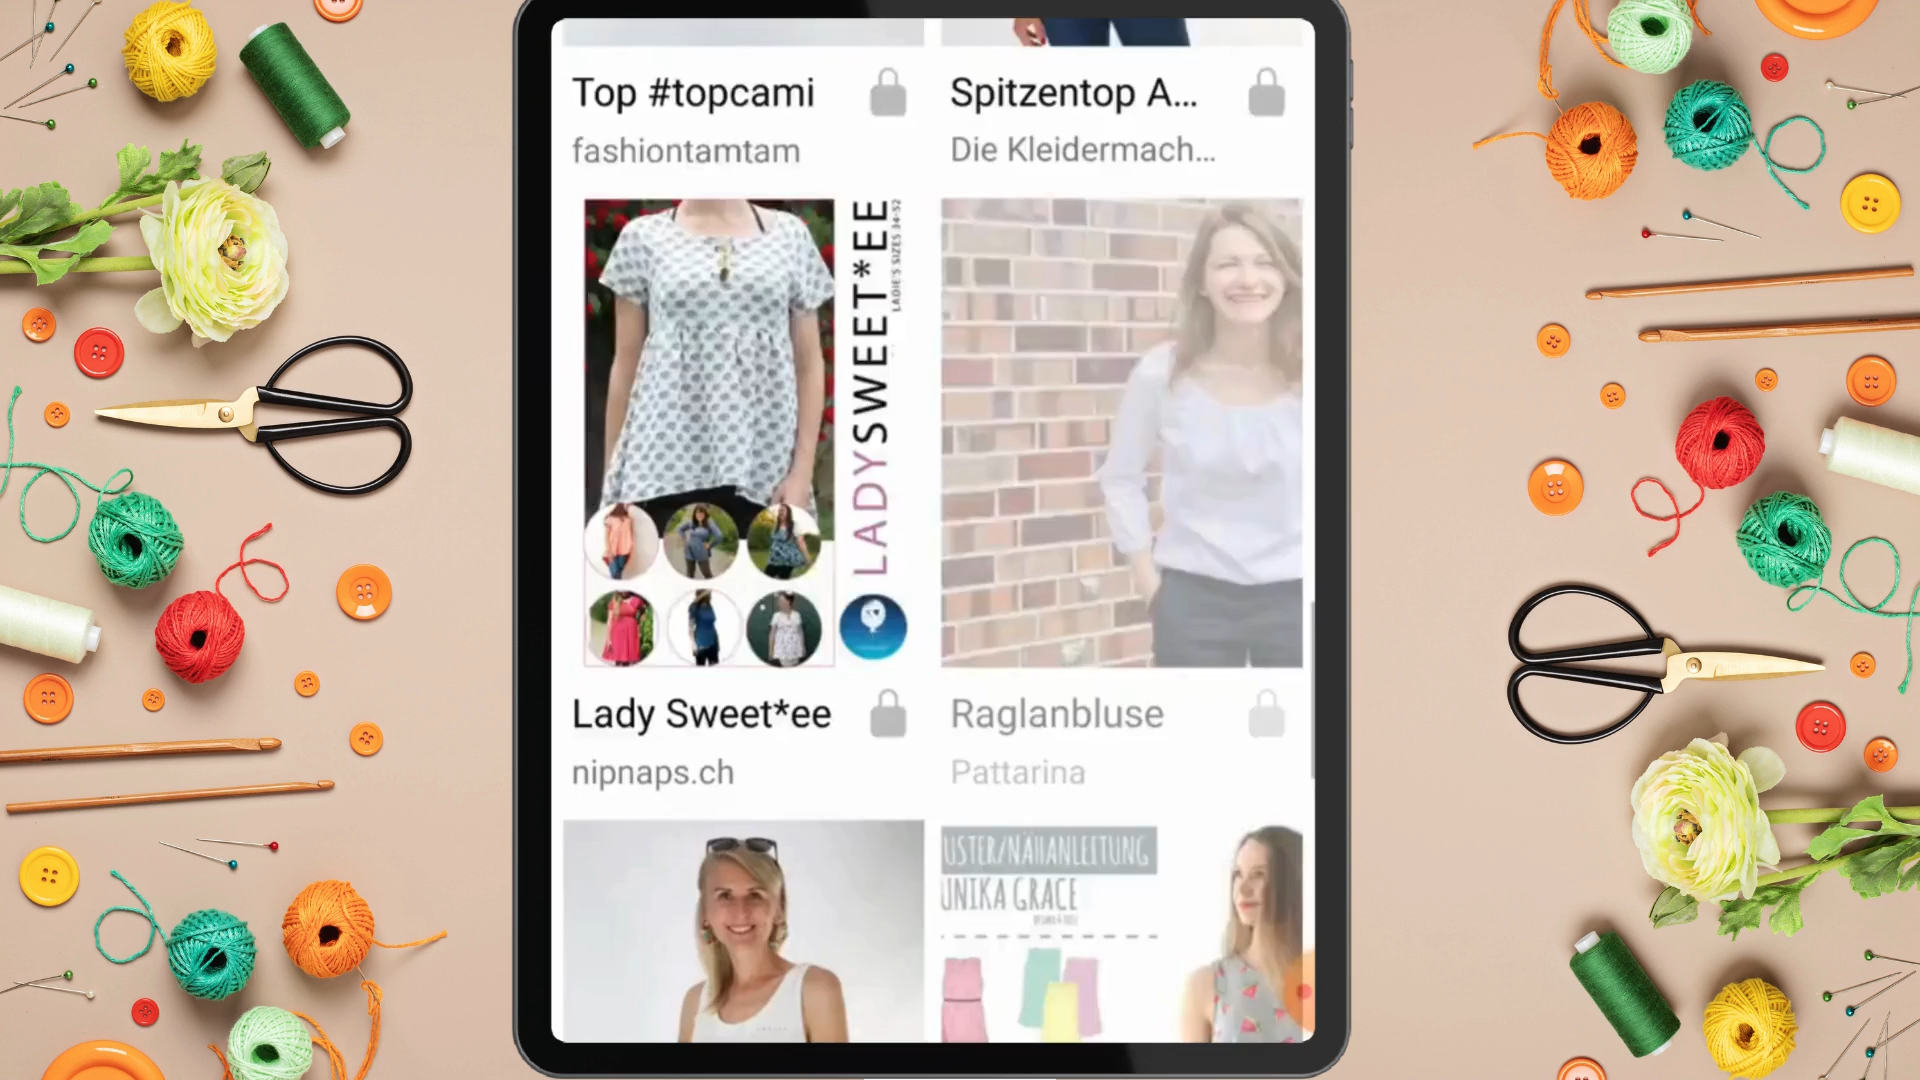 Top #topcami
fashiontamtam
Spitzentop A...
Die Kleidermach...
LADYSWEET*EE
LADIE'S SIZES 34-52
Lady Sweet*ee
nipnaps.ch
Raglanbluse
Pattarina
USTER/NÄHANLEITUNG
UNIKA GRACE